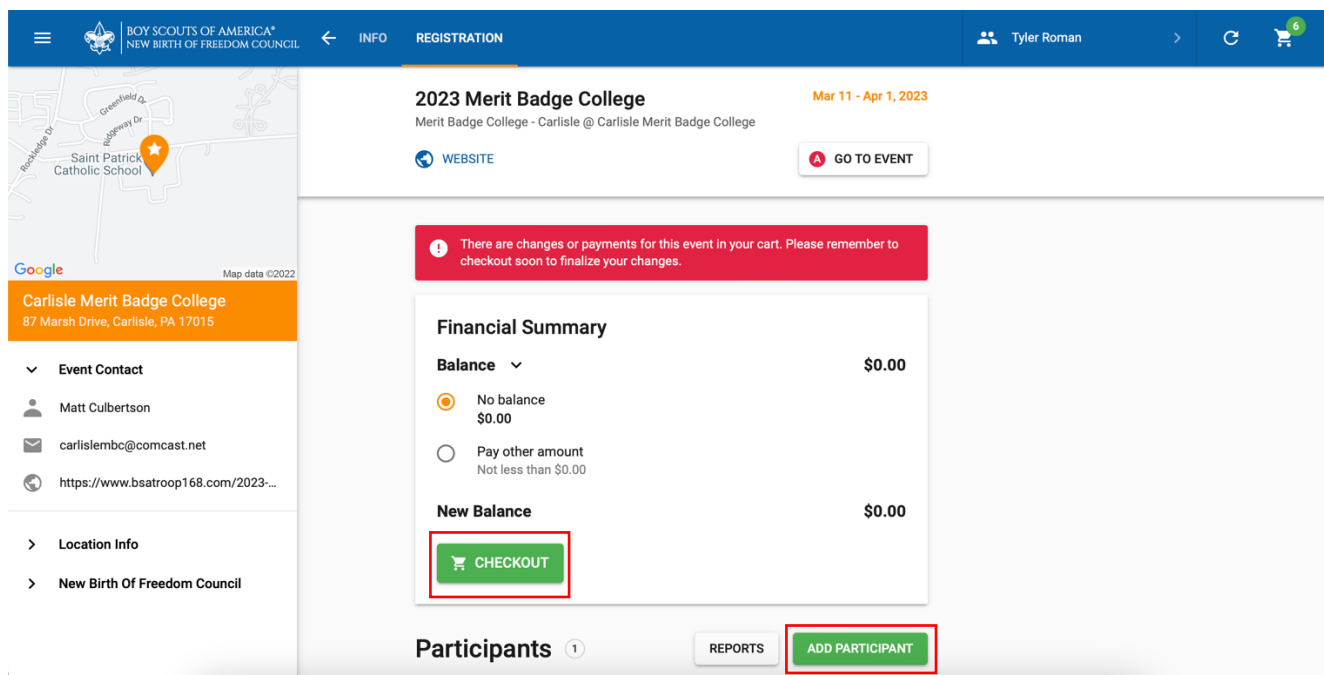 BOY SCOUTS OF AMERICA®
NEW BIRTH OF FREEDOM COUNCIL
INFO
REGISTRATION
Tyler Roman
6
Greenfield Dr
Ridgeway Dr
Rockledge Dr
Saint Patrick
Catholic School
Google
Map data ©2022
Carlisle Merit Badge College
87 Marsh Drive, Carlisle, PA 17015
Event Contact
Matt Culbertson
carlislembc@comcast.net
https://www.bsatroop168.com/2023-...
Location Info
New Birth Of Freedom Council
2023 Merit Badge College
Mar 11 - Apr 1, 2023
Merit Badge College - Carlisle @ Carlisle Merit Badge College
WEBSITE
A GO TO EVENT
There are changes or payments for this event in your cart. Please remember to
checkout soon to finalize your changes.
Financial Summary
Balance $0.00
No balance
$0.00
Pay other amount
Not less than $0.00
New Balance $0.00
CHECKOUT
Participants 1
REPORTS
ADD PARTICIPANT